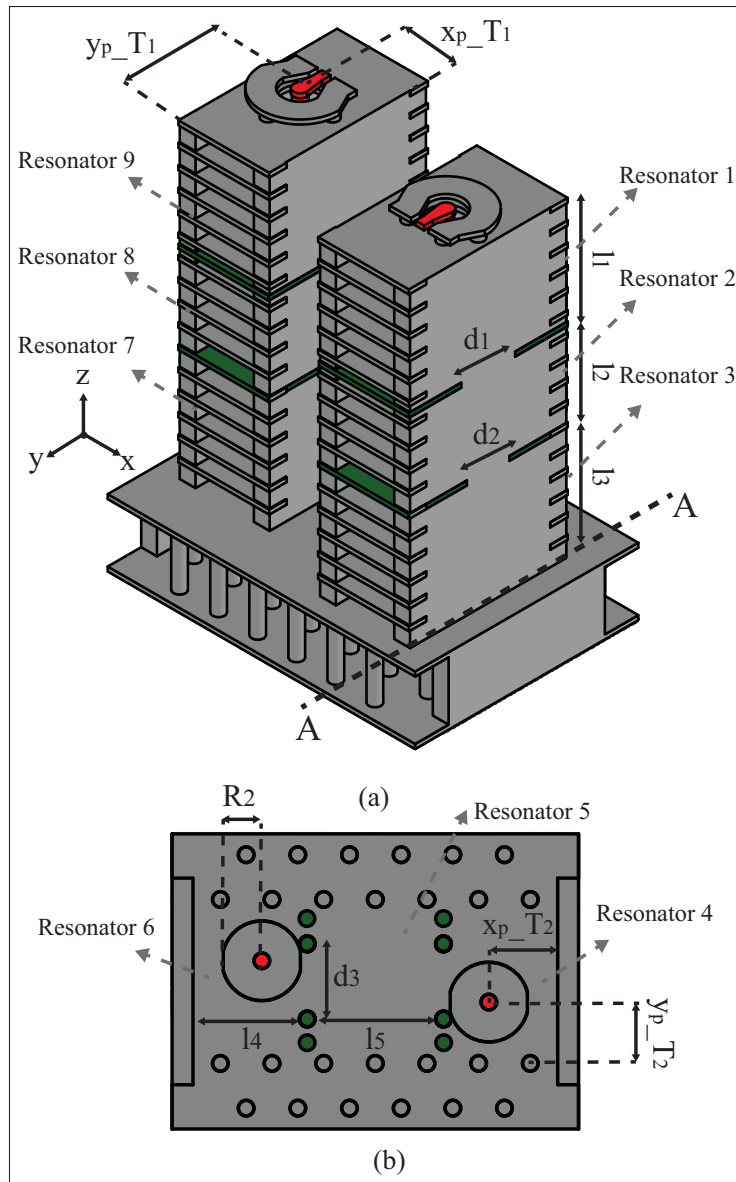 yp_T1
xp_T1
Resonator 9
Resonator 1
l1
Resonator 8
Resonator 2
d1
Resonator 7
l2
Resonator 3
z
d2
y
x
l3
A
A
R2
(a)
Resonator 5
Resonator 6
xp_T2
Resonator 4
d3
l4
l5
yp_T2
(b)